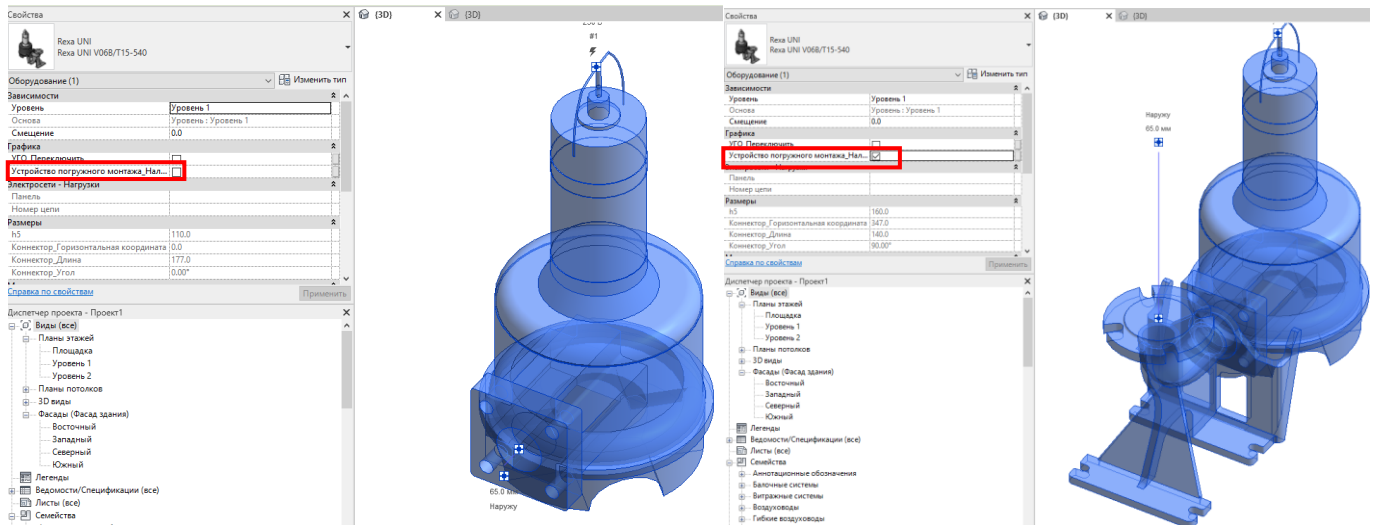 Свойства
Rexa UNI
Rexa UNI V06B/T15-540
Оборудование (1)
Изменить тип
Зависимости
Уровень Уровень 1
Основа Уровень : Уровень 1
Смещение 0.0
Графика
УГО_Переключить
Устройство погружного монтажа_Нал...
Электросети - Нагрузки
Панель
Номер цепи
Размеры
h5 110.0
Коннектор_Горизонтальная координата 0.0
Коннектор_Длина 177.0
Коннектор_Угол 0.00°
Справка по свойствам
Применить
Диспетчер проекта - Проект1
Виды (все)
Планы этажей
Площадка
Уровень 1
Уровень 2
Планы потолков
3D виды
Фасады (Фасад здания)
Восточный
Западный
Северный
Южный
Легенды
Ведомости/Спецификации (все)
Листы (все)
Семейства
{3D} {3D}
#1
65.0 мм
Наружу
Свойства
Rexa UNI
Rexa UNI V06B/T15-540
Оборудование (1)
Изменить тип
Зависимости
Уровень Уровень 1
Основа Уровень : Уровень 1
Смещение 0.0
Графика
УГО_Переключить
Устройство погружного монтажа_Нал...
Панель
Номер цепи
Размеры
h5 160.0
Коннектор_Горизонтальная координата 347.0
Коннектор_Длина 140.0
Коннектор_Угол 90.00°
Справка по свойствам
Применить
Диспетчер проекта - Проект1
Виды (все)
Планы этажей
Площадка
Уровень 1
Уровень 2
Планы потолков
3D виды
Фасады (Фасад здания)
Восточный
Западный
Северный
Южный
Легенды
Ведомости/Спецификации (все)
Листы (все)
Семейства
Аннотационные обозначения
Балочные системы
Витражные системы
Воздуховоды
Гибкие воздуховоды
{3D} {3D}
Наружу
65.0 мм